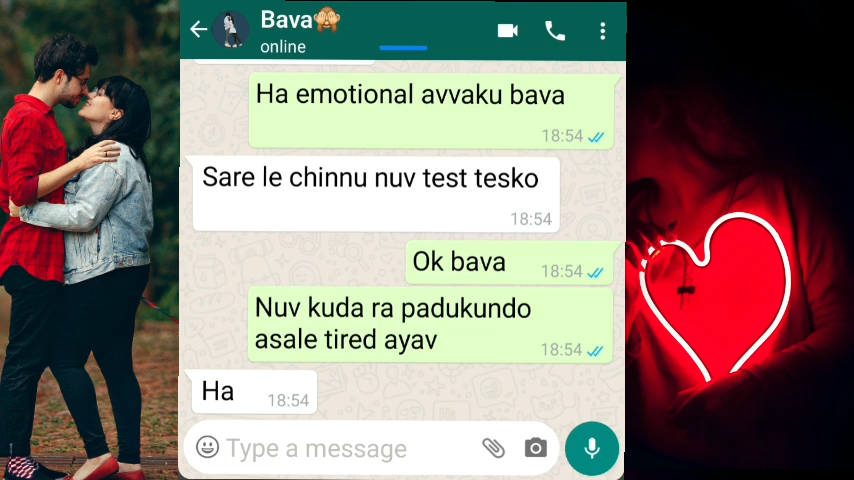 Bava🙈
online
Ha emotional avvaku bava
18:54
Sare le chinnu nuv test tesko
18:54
Ok bava 18:54
Nuv kuda ra padukundo
asale tired ayav 18:54
Ha 18:54
Type a message